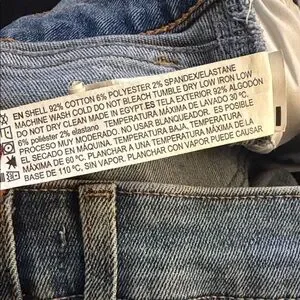 EN SHELL 92% COTTON 6% POLYESTER 2% SPANDEX/ELASTANE
MACHINE WASH COLD DO NOT BLEACH TUMBLE DRY LOW IRON LOW
DO NOT DRY CLEAN MADE IN EGYPT.ES TELA EXTERIOR 92% ALGODÓN
6% poliéster 2% elastano TEMPERATURA MÁXIMA DE LAVADO 30 °C.
PROCESO MODERADO. NO USAR BLANQUEADOR. ES POSIBLE
EL SECADO EN MÁQUINA. TEMPERATURA BAJA, TEMPERATURA
MÁXIMA DE 60 ºC. PLANCHAR A UNA TEMPERATURA MÁXIMA DE LA
BASE DE 110 °C, SIN VAPOR. PLANCHAR CON VAPOR PUEDE CAUSAR